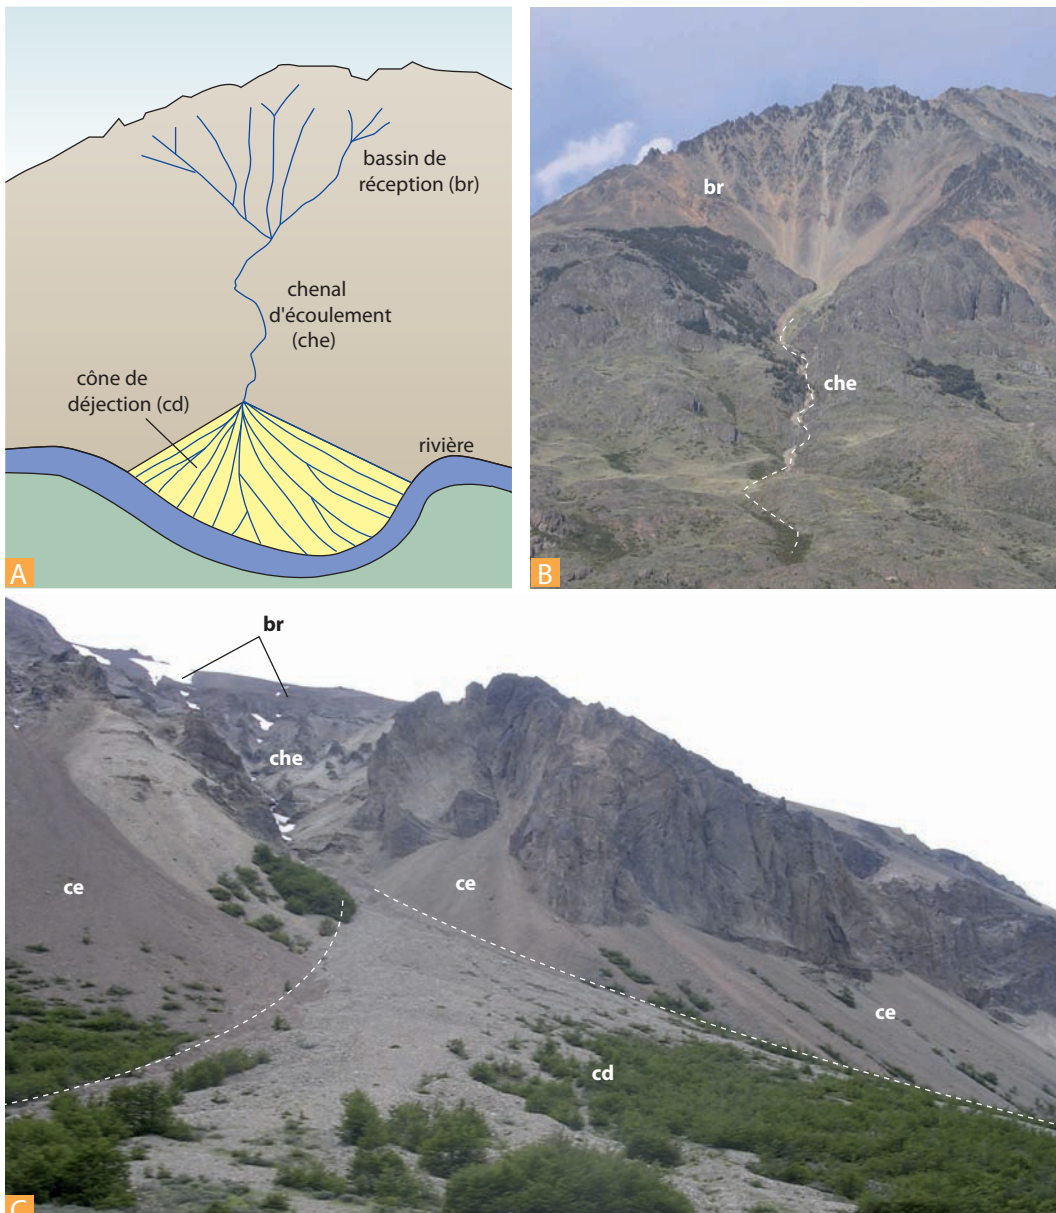 bassin de
réception (br)
chenal
d'écoulement
(che)
cône de
déjection (cd)
rivière
A
br
che
B
br
che
ce
ce
ce
cd
C